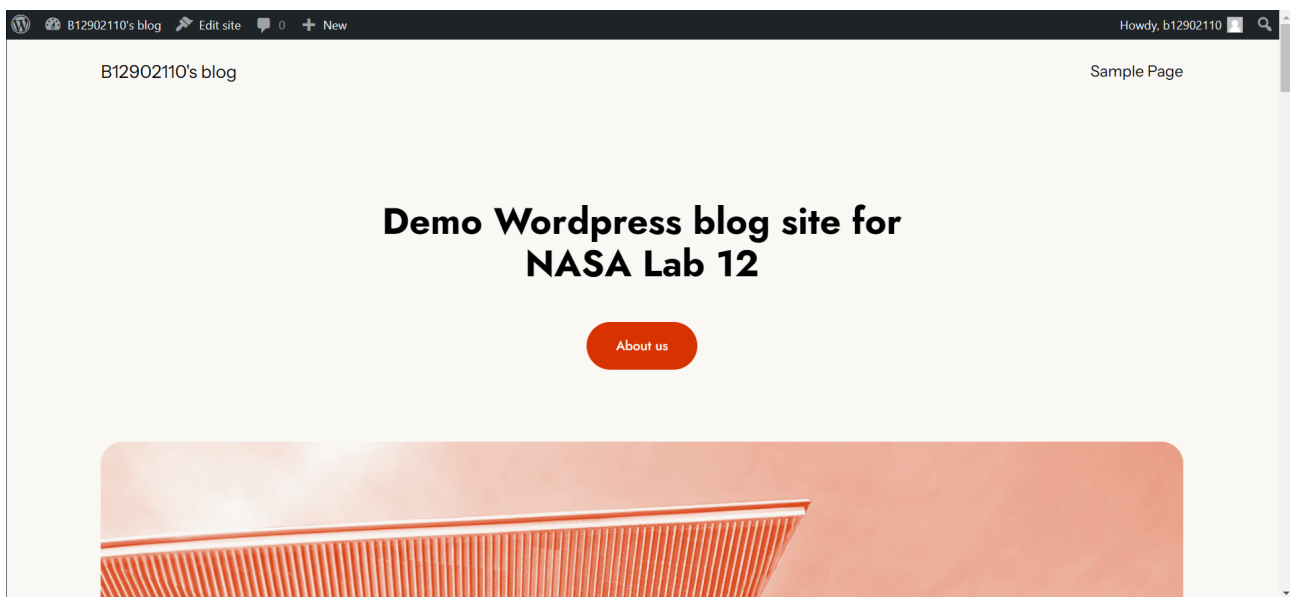 B12902110's blog Edit site 0 New Howdy, b12902110
B12902110's blog Sample Page
Demo Wordpress blog site for
NASA Lab 12
About us